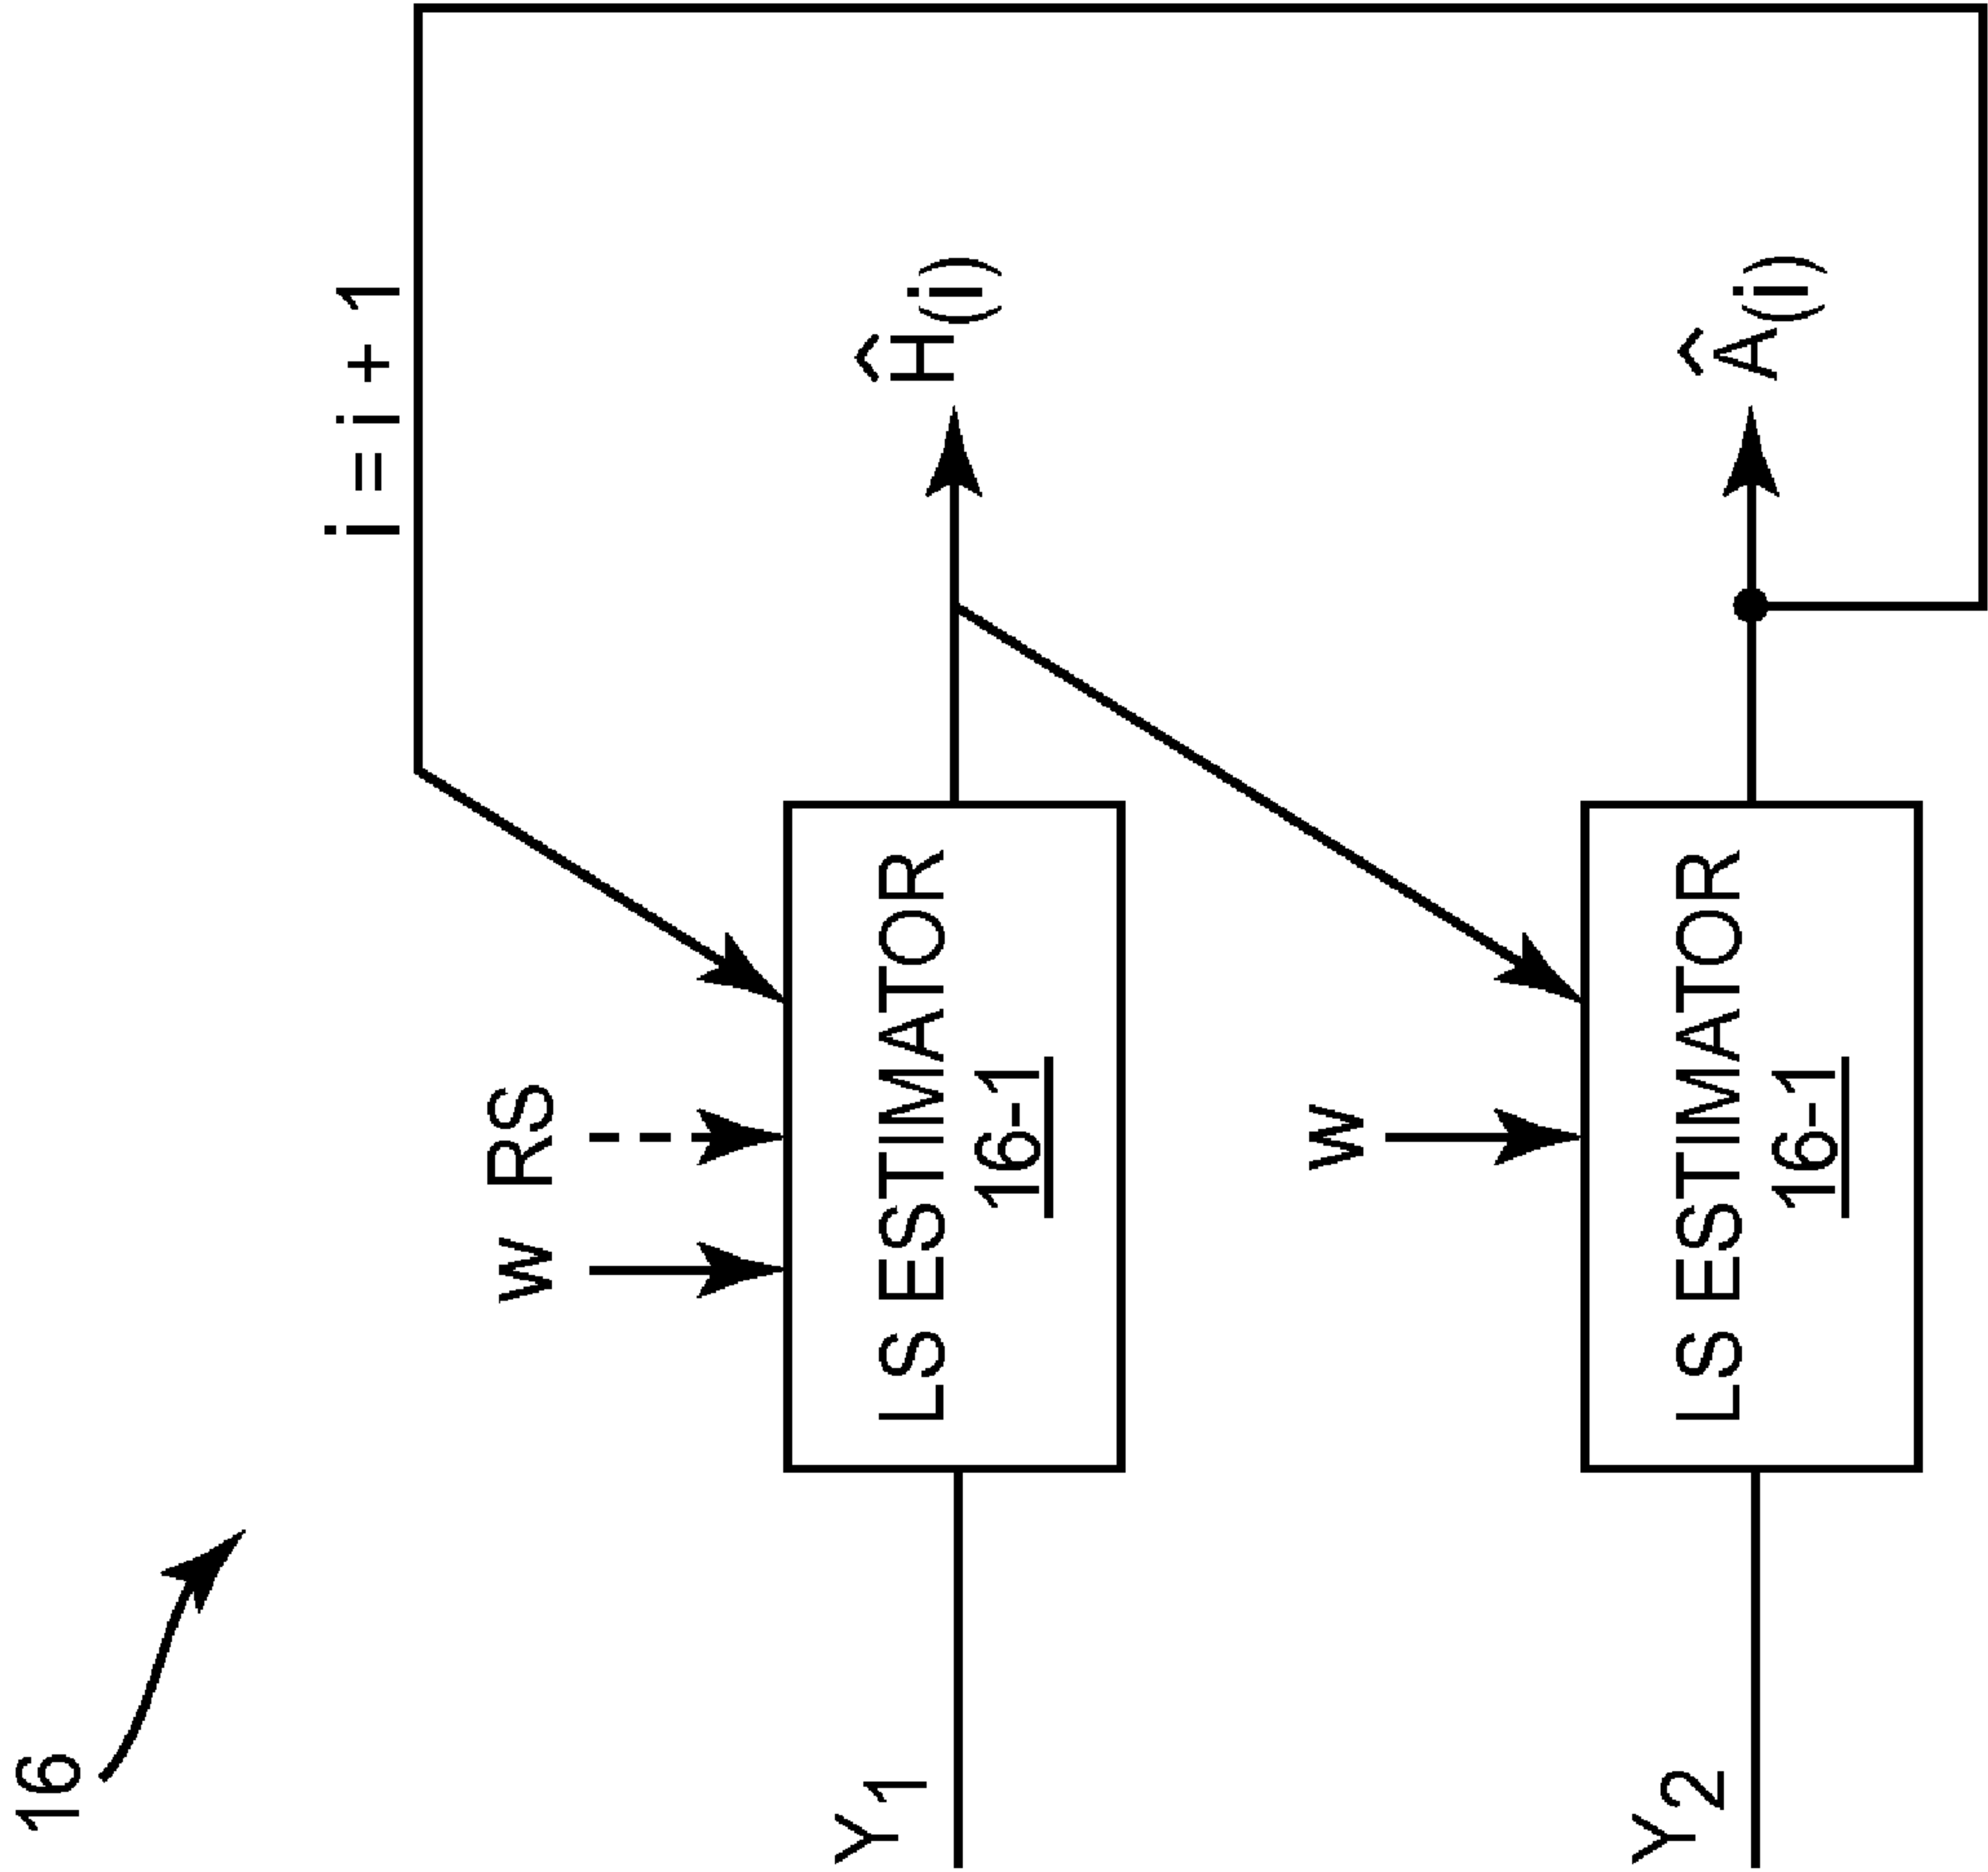 16
i = i + 1
w RS
LS ESTIMATOR
16-1
Ĥ(i)
Y1
w
LS ESTIMATOR
16-1
Â(i)
Y2